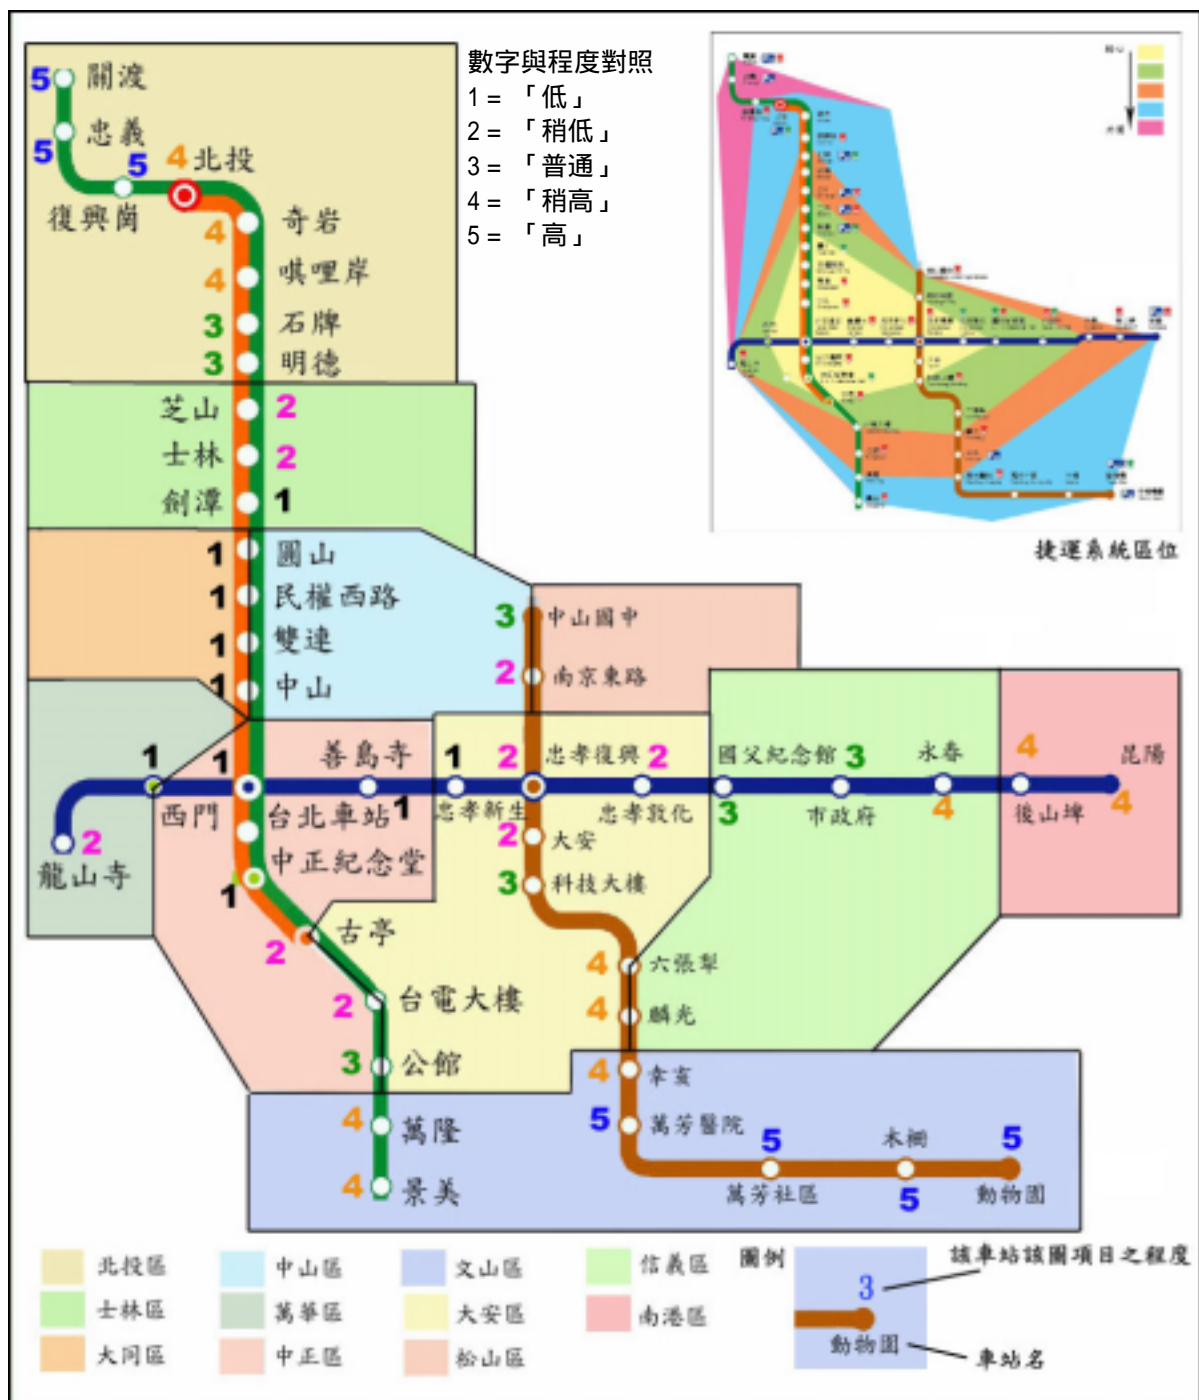 數字與程度對照
1 = 「低」
2 = 「稍低」
3 = 「普通」
4 = 「稍高」
5 = 「高」
5 關渡
5 忠義
5 復興崗
4 北投
4 奇岩
4 唭哩岸
3 石牌
3 明德
芝山 2
士林 2
劍潭 1
1 圓山
1 民權西路
1 雙連
1 中山
3 中山國中
2 南京東路
1 西門
2 龍山寺
1 台北車站
善島寺 1
1 忠孝新生
2 忠孝復興
2 忠孝敦化
國父紀念館 3
3 市政府
永春 4
4 後山埤
昆陽 4
1 中正紀念堂
2 大安
3 科技大樓
2 古亭
2 台電大樓
3 公館
4 萬隆
4 景美
4 六張犁
4 麟光
4 辛亥
5 萬芳醫院
5 萬芳社區
木柵 5
5 動物園
捷運系統區位
北投區
中山區
文山區
信義區
士林區
萬華區
大安區
南港區
大同區
中正區
松山區
圖例
3
動物園
該車站該圖項目之程度
車站名